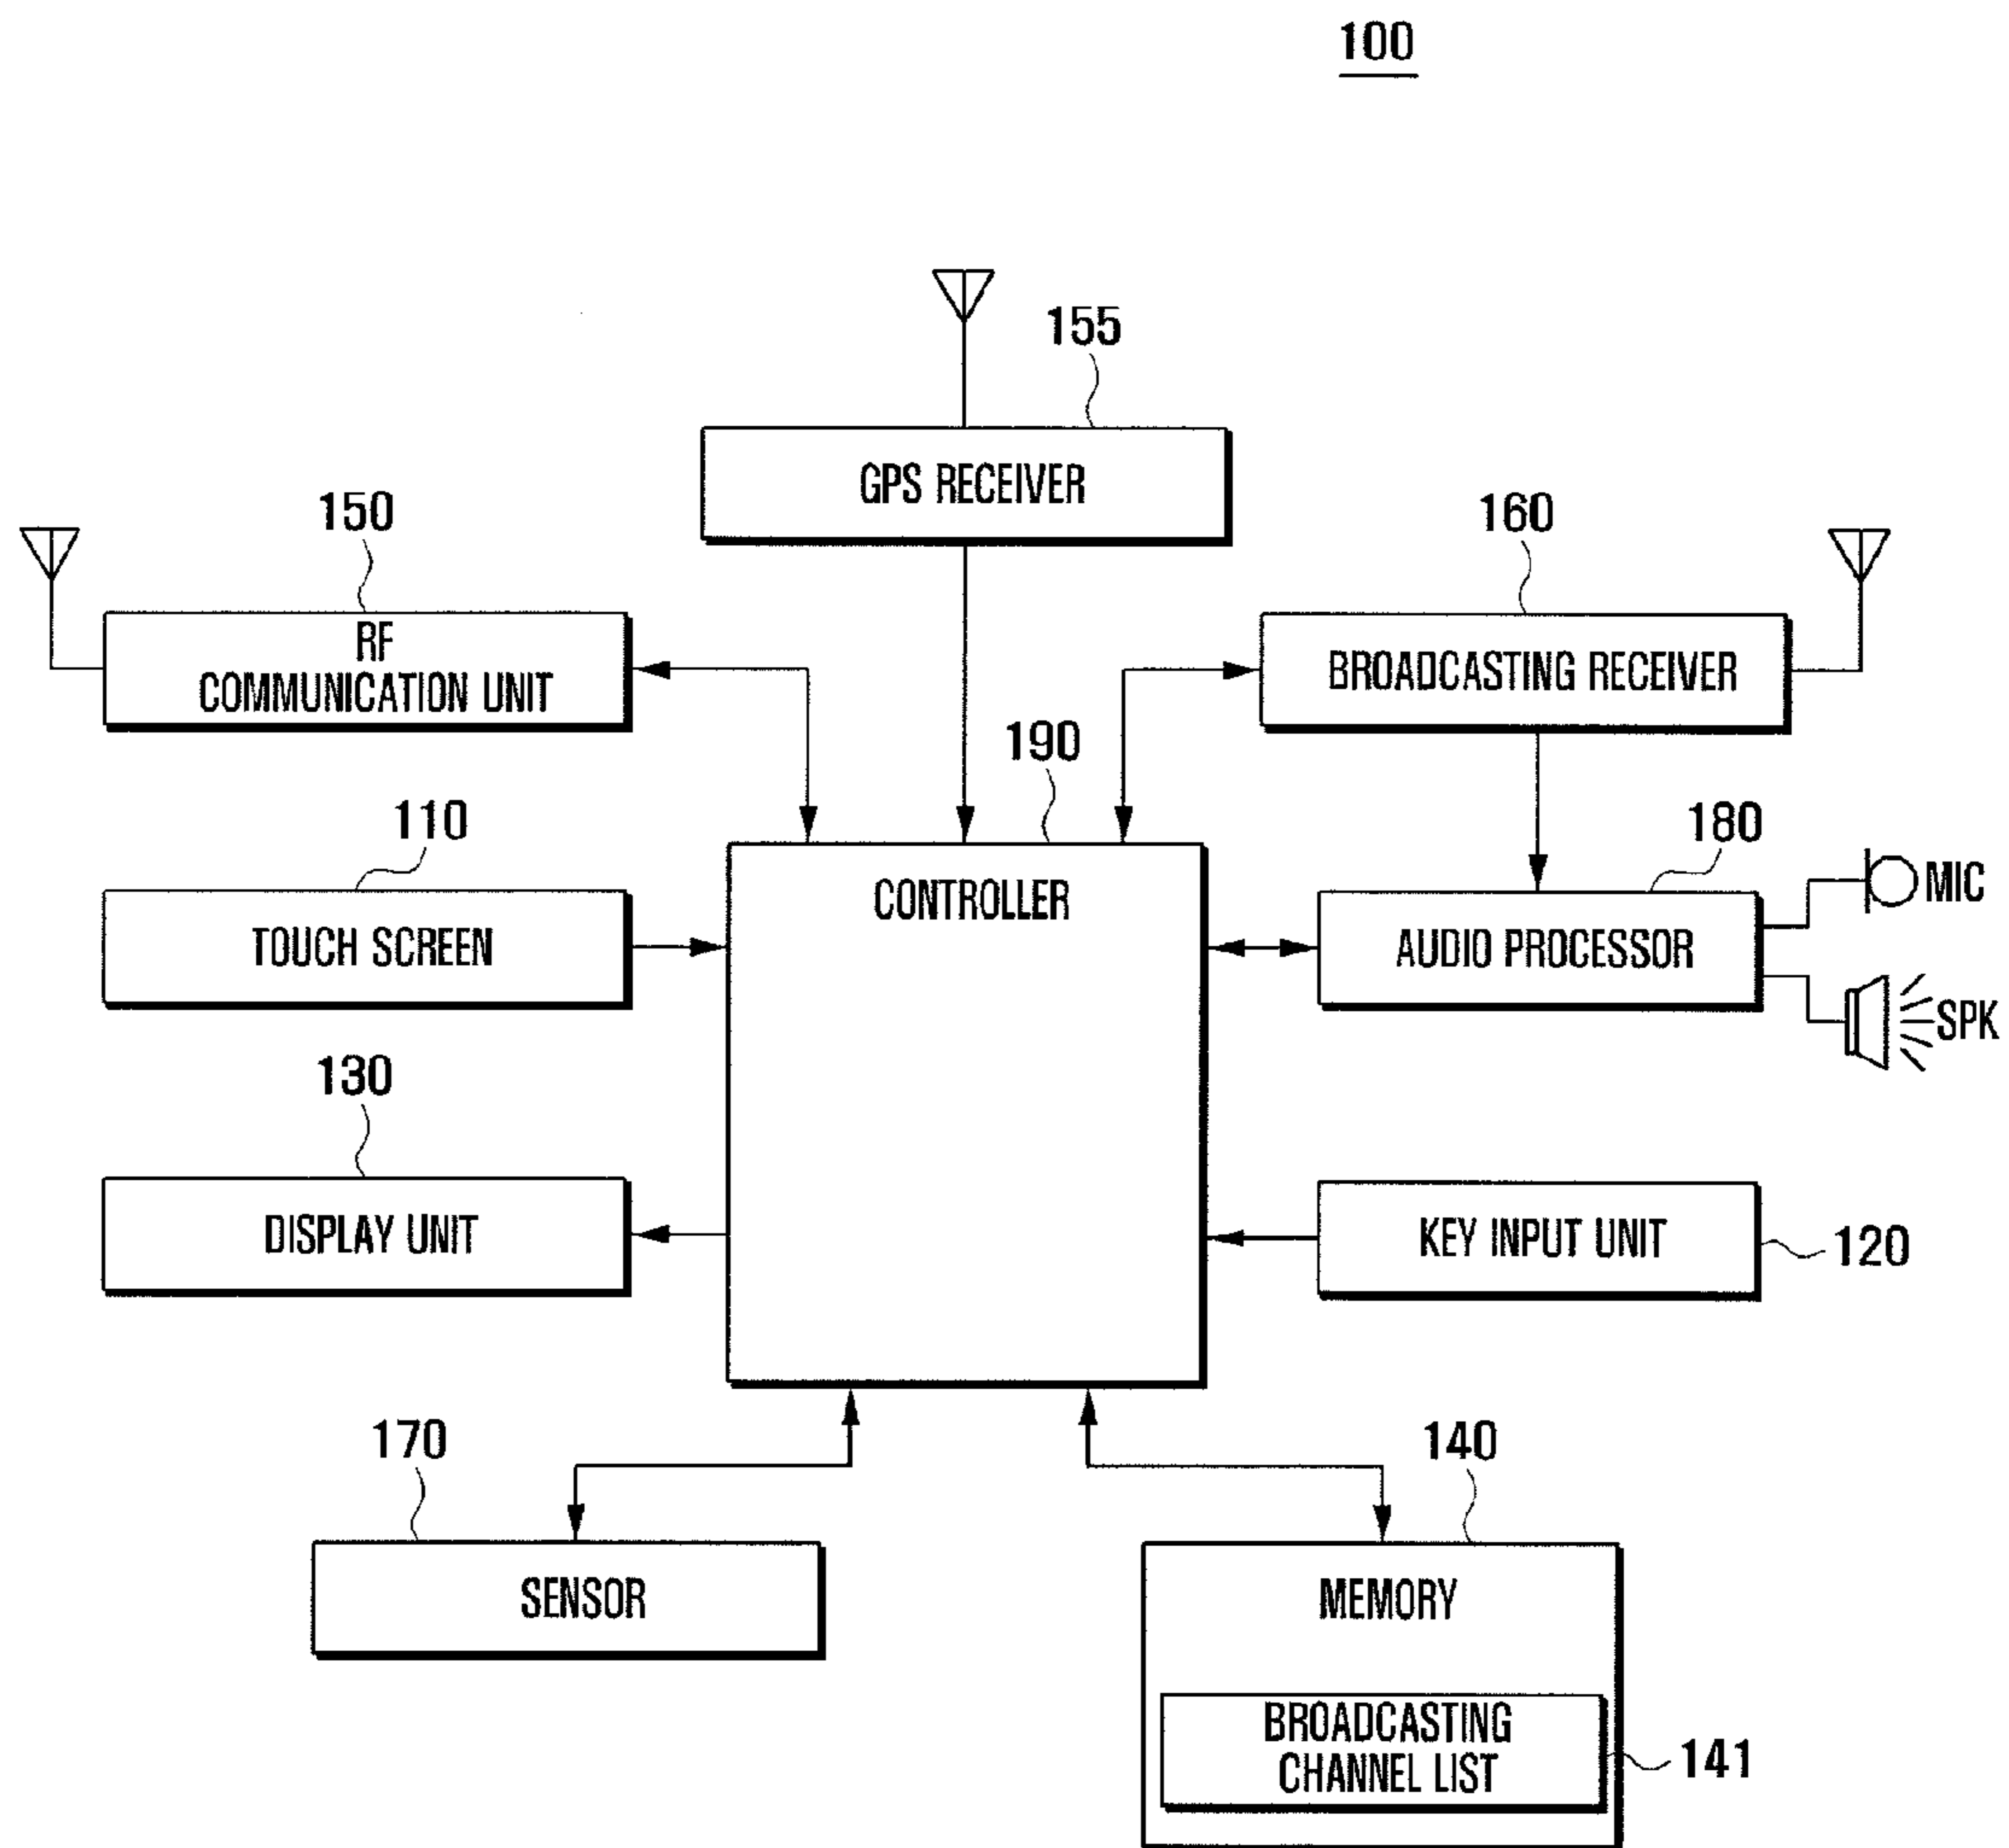 100
155
GPS RECEIVER
150
160
RF
COMMUNICATION UNIT
BROADCASTING RECEIVER
190
110
180
CONTROLLER
MIC
TOUCH SCREEN
AUDIO PROCESSOR
SPK
130
DISPLAY UNIT
KEY INPUT UNIT
120
170
140
SENSOR
MEMORY
BROADCASTING
CHANNEL LIST
141